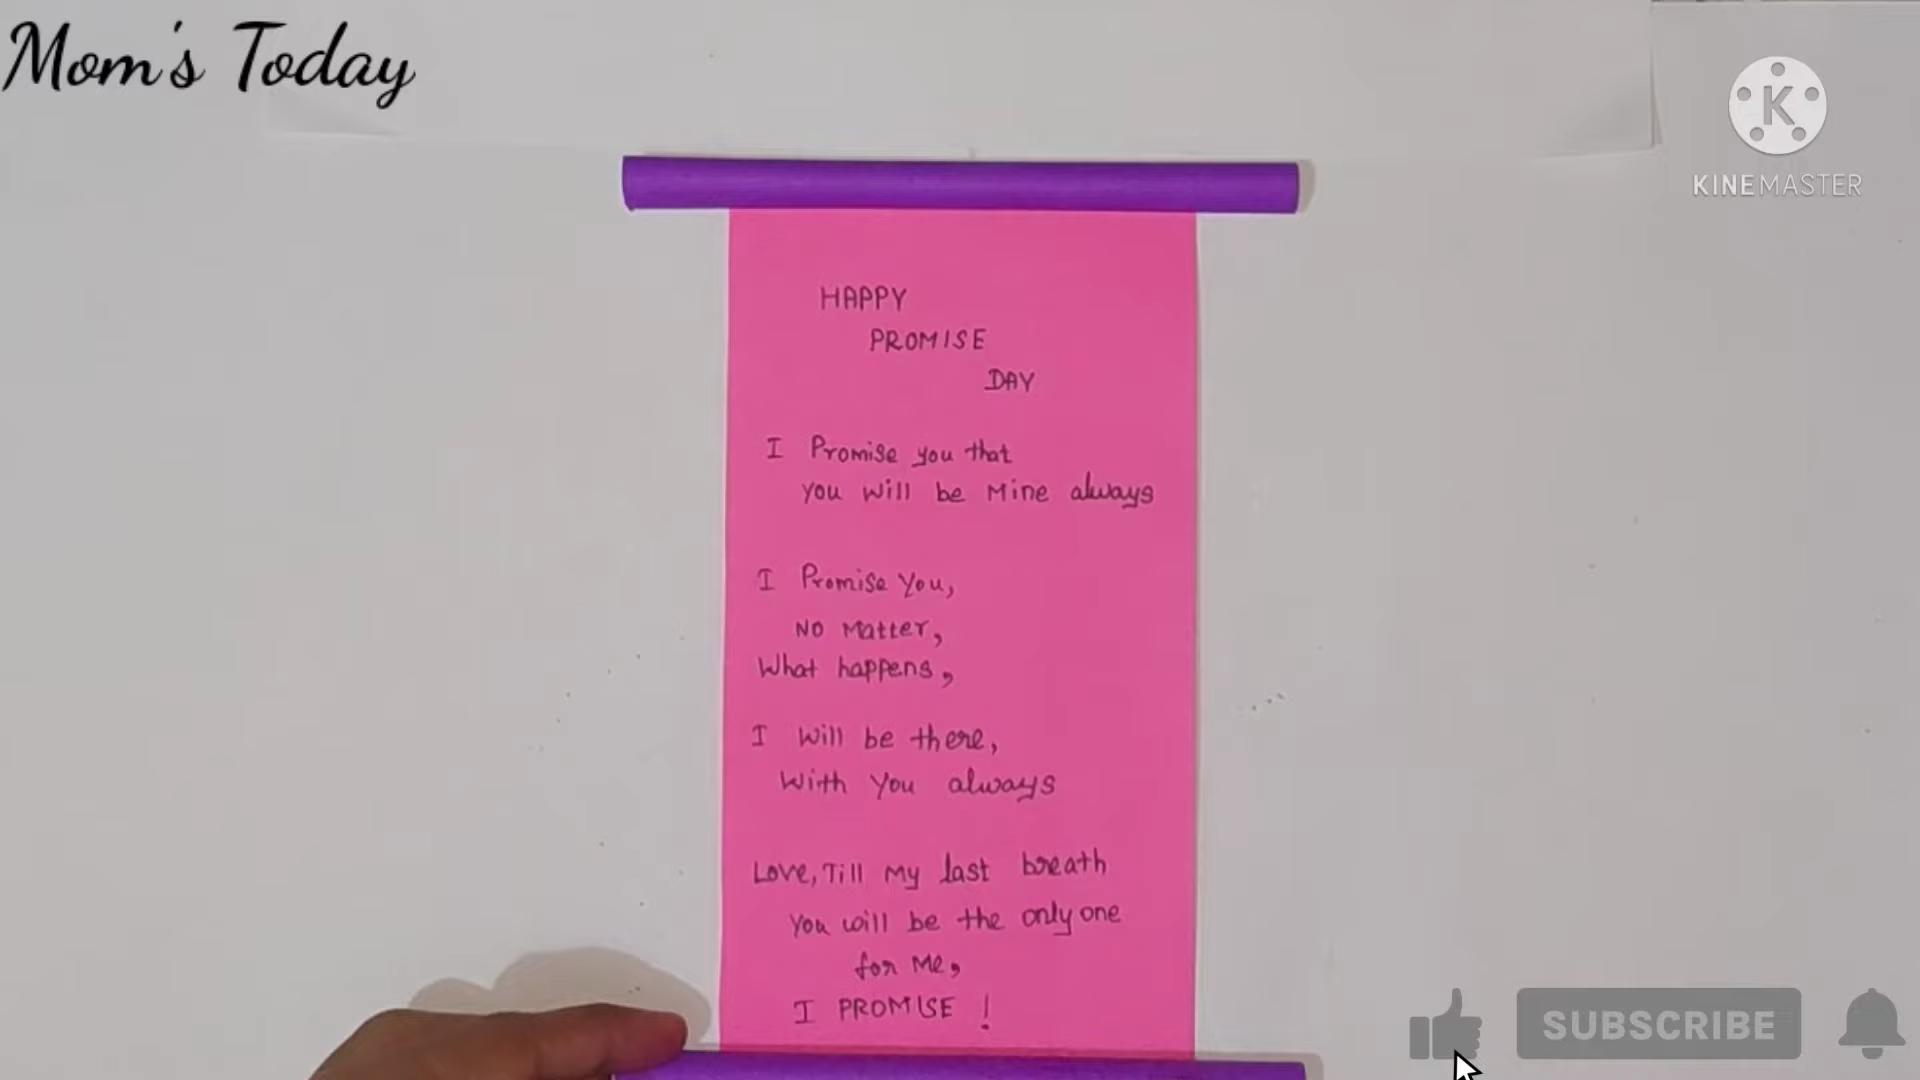 Mom's Today
KINEMASTER
HAPPY
PROMISE
DAY
I Promise you that
you will be Mine always
I Promise You,
No Matter,
What happens,
I will be there,
With You always
Love, Till My last breath
You will be the only one
for Me,
I PROMISE !
SUBSCRIBE